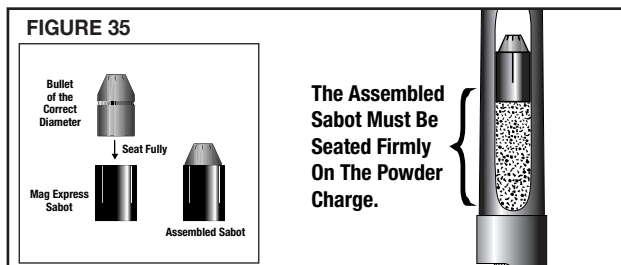 FIGURE 35
Bullet
of the
Correct
Diameter
Seat Fully
Mag Express
Sabot
Assembled Sabot
The Assembled
Sabot Must Be
Seated Firmly
On The Powder
Charge.